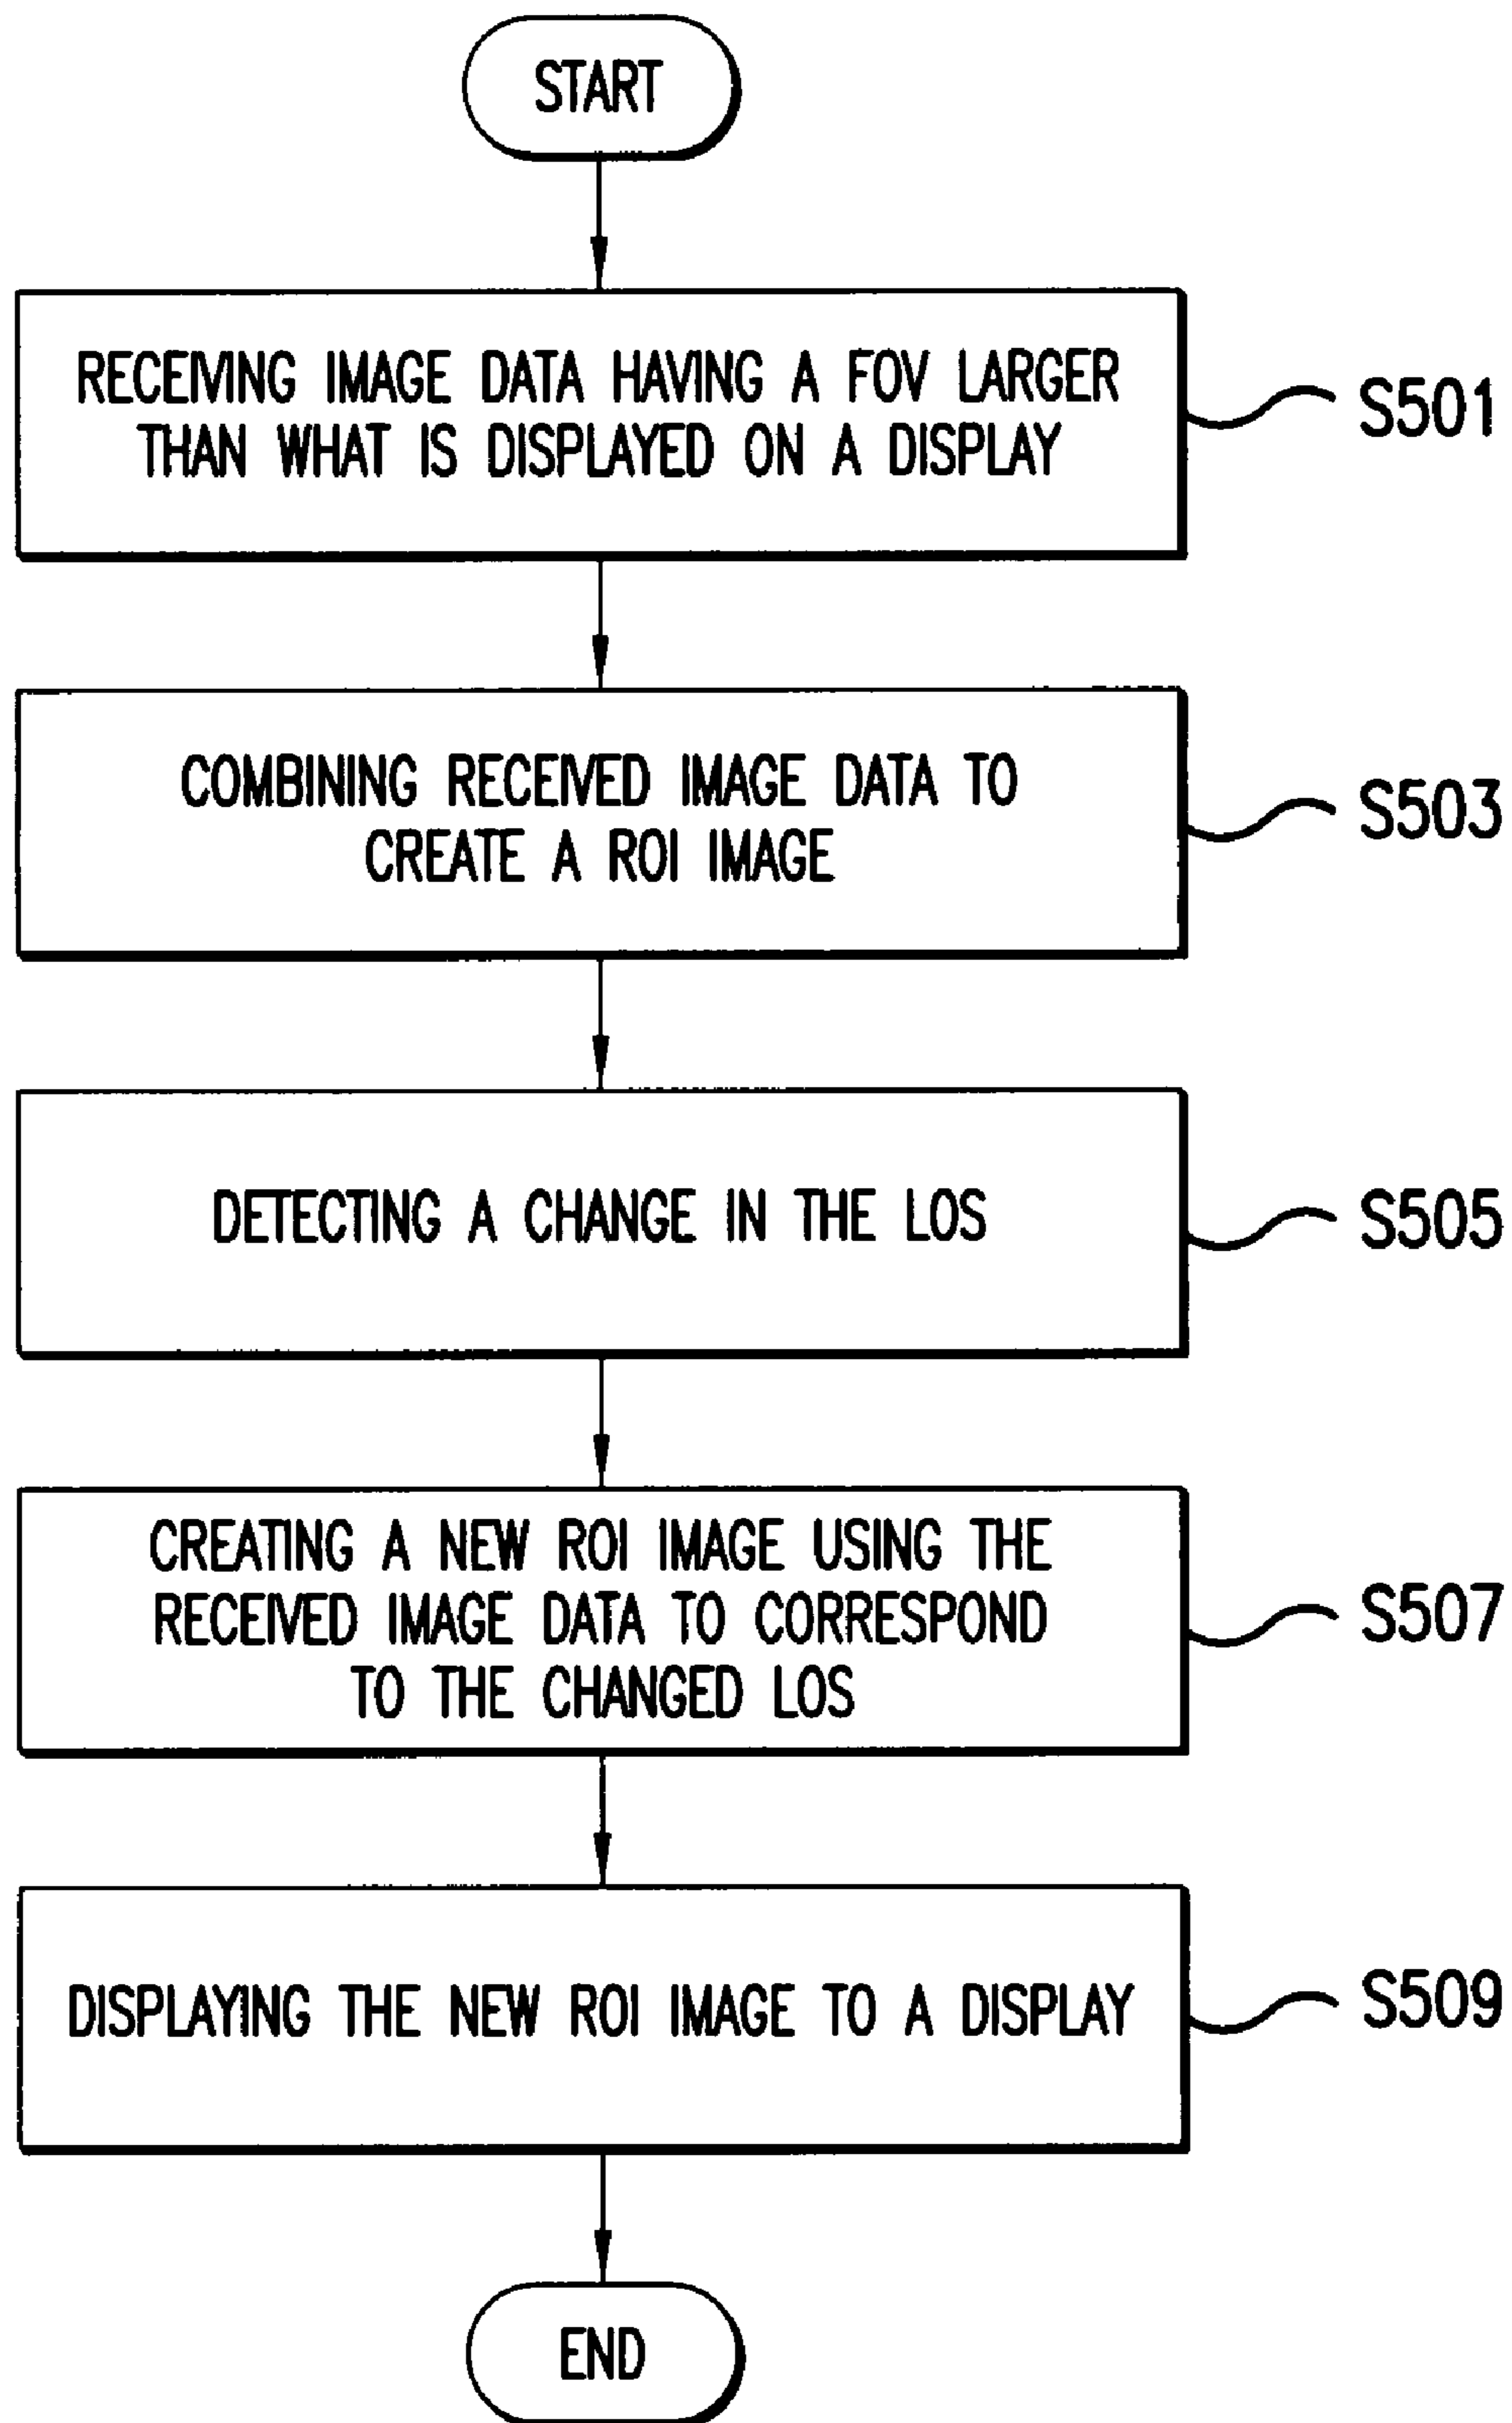 START
RECEIVING IMAGE DATA HAVING A FOV LARGER
THAN WHAT IS DISPLAYED ON A DISPLAY
S501
COMBINING RECEIVED IMAGE DATA TO
CREATE A ROI IMAGE
S503
DETECTING A CHANGE IN THE LOS
S505
CREATING A NEW ROI IMAGE USING THE
RECEIVED IMAGE DATA TO CORRESPOND
TO THE CHANGED LOS
S507
DISPLAYING THE NEW ROI IMAGE TO A DISPLAY
S509
END